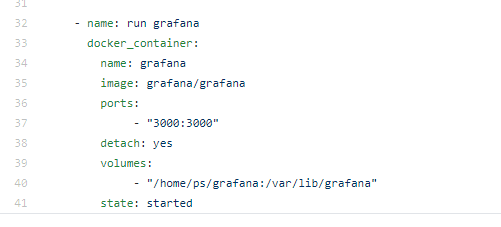 31
32 - name: run grafana
33 docker_container:
34 name: grafana
35 image: grafana/grafana
36 ports:
37 - "3000:3000"
38 detach: yes
39 volumes:
40 - "/home/ps/grafana:/var/lib/grafana"
41 state: started